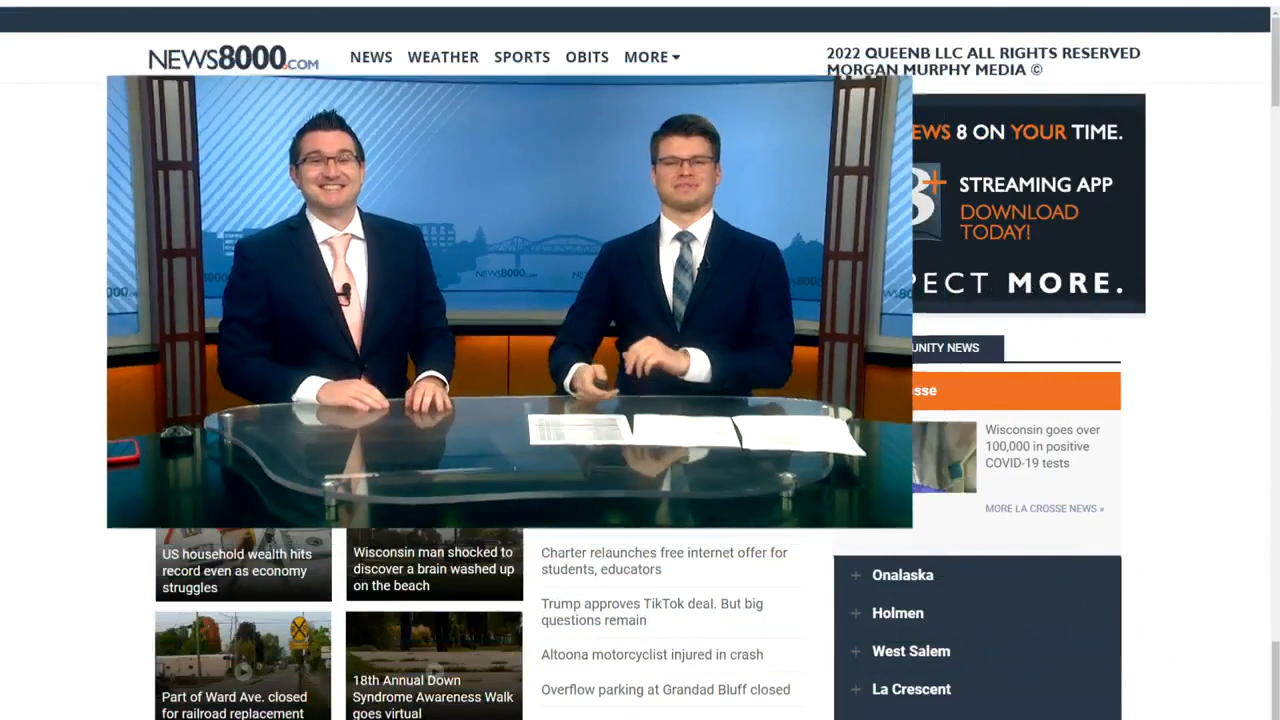 NEWS8000.COM
NEWS
WEATHER
SPORTS
OBITS
MORE
2022 QUEENB LLC ALL RIGHTS RESERVED
MORGAN MURPHY MEDIA ©
EWS 8 ON YOUR TIME.
8+
STREAMING APP
DOWNLOAD
TODAY!
PECT MORE.
NEWS8000.COM
UNITY NEWS
sse
Wisconsin goes over
100,000 in positive
COVID-19 tests
MORE LA CROSSE NEWS »
US household wealth hits
record even as economy
struggles
Wisconsin man shocked to
discover a brain washed up
on the beach
Charter relaunches free internet offer for
students, educators
Trump approves TikTok deal. But big
questions remain
Altoona motorcyclist injured in crash
Overflow parking at Grandad Bluff closed
Part of Ward Ave. closed
for railroad replacement
18th Annual Down
Syndrome Awareness Walk
goes virtual
+ Onalaska
+ Holmen
+ West Salem
+ La Crescent